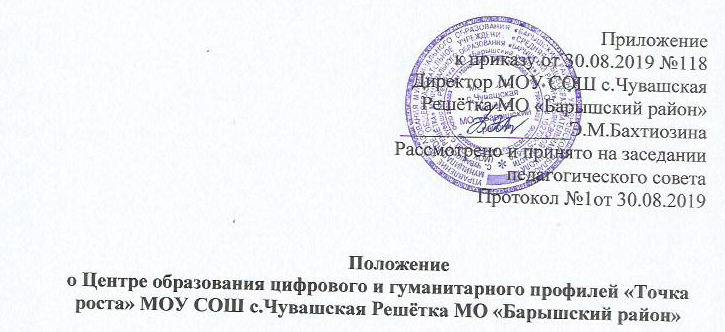 Приложение
к приказу от 30.08.2019 №118
Директор МОУ СОШ с.Чувашская
Решётка МО «Барышский район»
Э.М.Бахтиозина
Рассмотрено и принято на заседании
педагогического совета
Протокол №1от 30.08.2019
Положение
о Центре образования цифрового и гуманитарного профилей «Точка
роста» МОУ СОШ с.Чувашская Решётка МО «Барышский район»